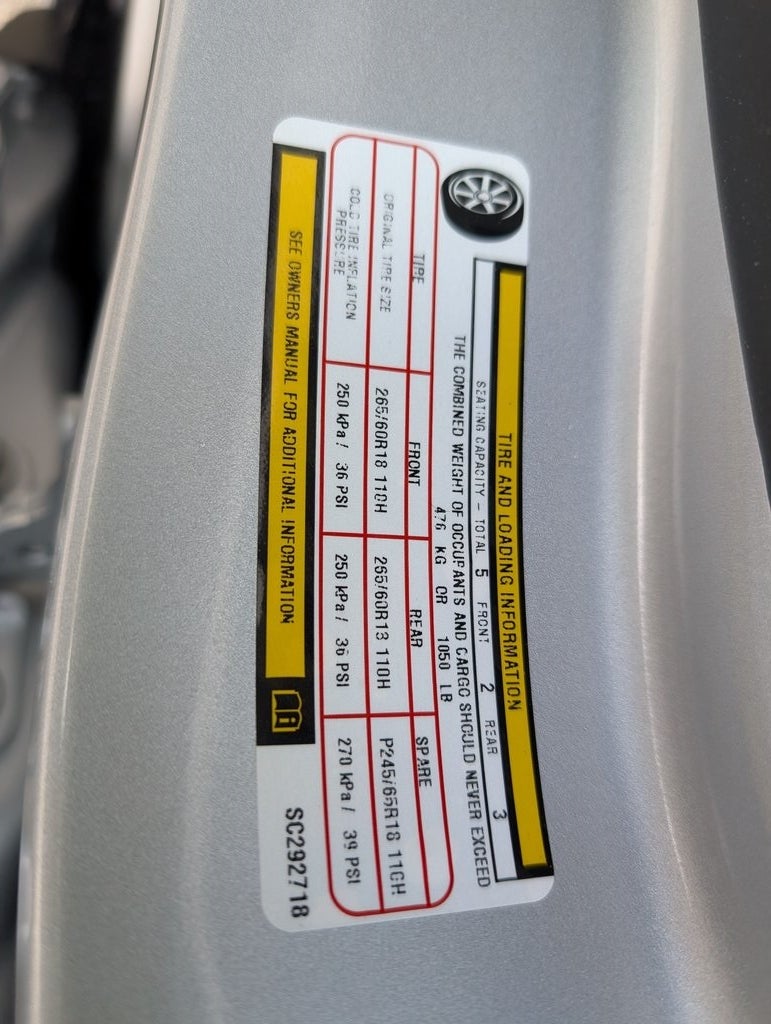 TIRE AND LOADING INFORMATION
SEATING CAPACITY – TOTAL 5 FRONT 2 REAR 3
THE COMBINED WEIGHT OF OCCUPANTS AND CARGO SHOULD NEVER EXCEED
476 KG OR 1050 LB
TIRE FRONT REAR SPARE
ORIGINAL TIRE SIZE 265/60R18 110H 265/60R18 110H P245/65R18 110H
COLD TIRE INFLATION PRESSURE 250 kPa / 36 PSI 250 kPa / 36 PSI 270 kPa / 39 PSI
SEE OWNERS MANUAL FOR ADDITIONAL INFORMATION
SC292718